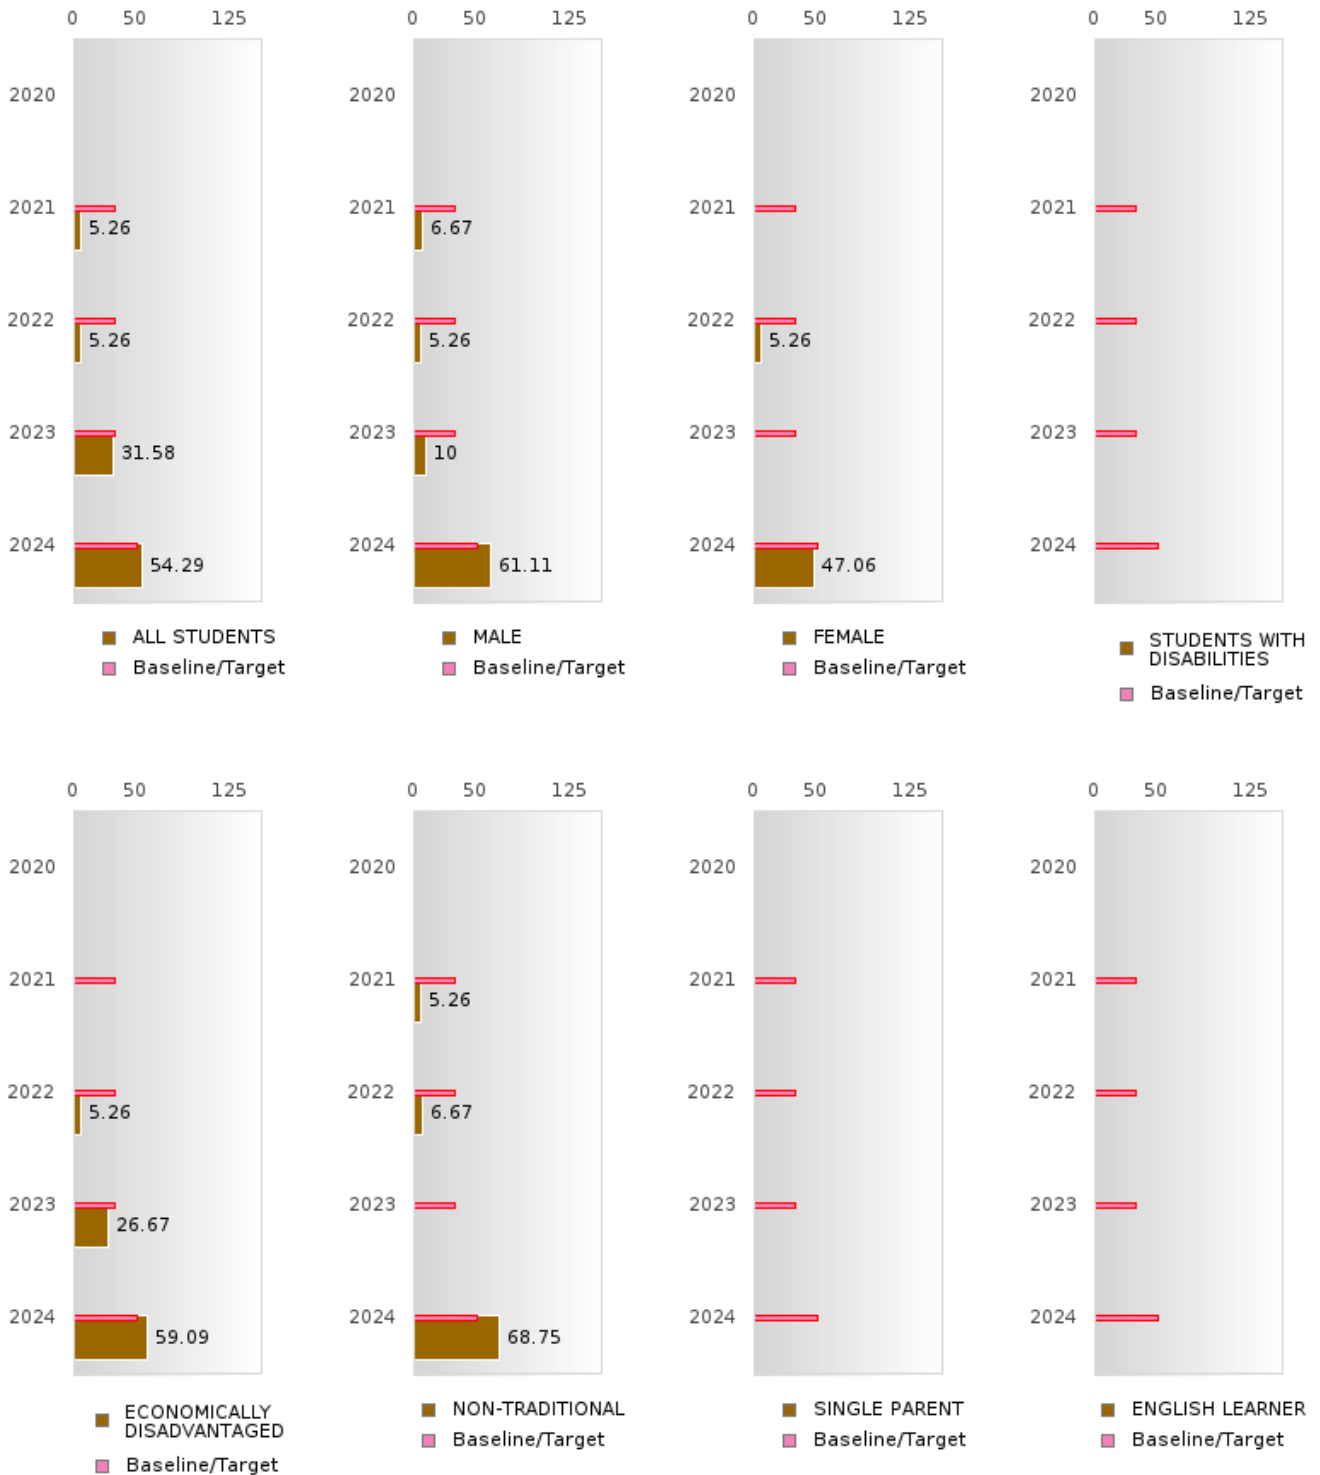 0 50 125
0 50 125
0 50 125
0 50 125
2020 2020 2020 2020
2021 2021 2021 2021
5.26 6.67
2022 2022 2022 2022
5.26 5.26 5.26
2023 2023 2023 2023
31.58 10
2024 2024 2024 2024
54.29 61.11 47.06
ALL STUDENTS
Baseline/Target
MALE
Baseline/Target
FEMALE
Baseline/Target
STUDENTS WITH
DISABILITIES
Baseline/Target
0 50 125
0 50 125
0 50 125
0 50 125
2020 2020 2020 2020
2021 2021 2021 2021
5.26
2022 2022 2022 2022
5.26 6.67
2023 2023 2023 2023
26.67
2024 2024 2024 2024
59.09 68.75
ECONOMICALLY
DISADVANTAGED
Baseline/Target
NON-TRADITIONAL
Baseline/Target
SINGLE PARENT
Baseline/Target
ENGLISH LEARNER
Baseline/Target